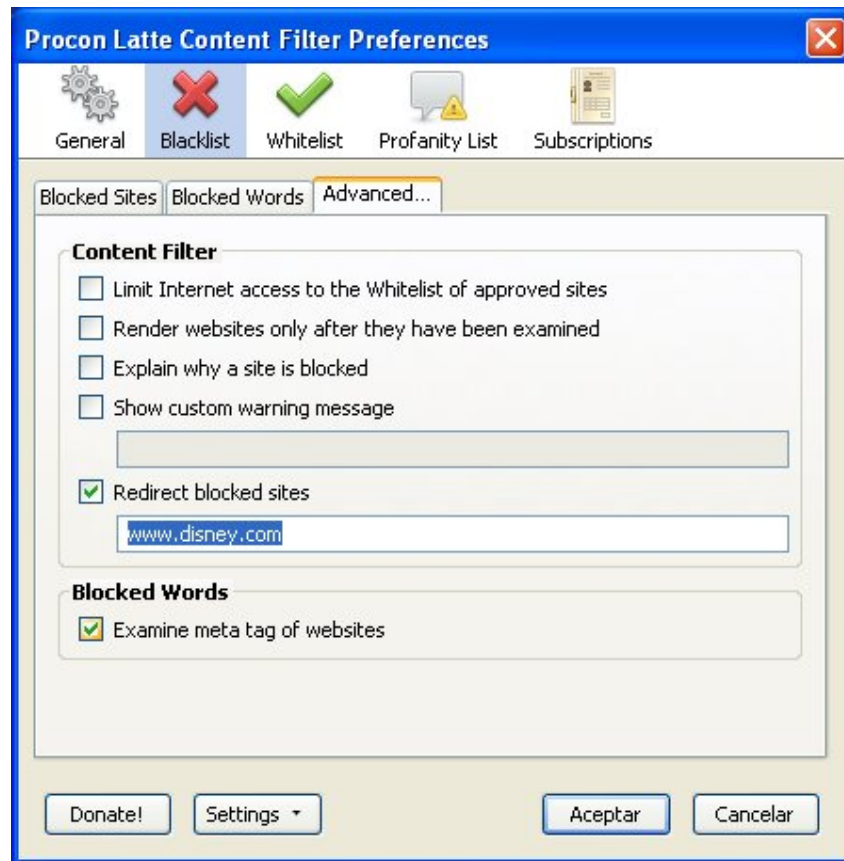 Procon Latte Content Filter Preferences
General Blacklist Whitelist Profanity List Subscriptions
Blocked Sites Blocked Words Advanced...
Content Filter
Limit Internet access to the Whitelist of approved sites
Render websites only after they have been examined
Explain why a site is blocked
Show custom warning message
Redirect blocked sites
www.disney.com
Blocked Words
Examine meta tag of websites
Donate! Settings Aceptar Cancelar